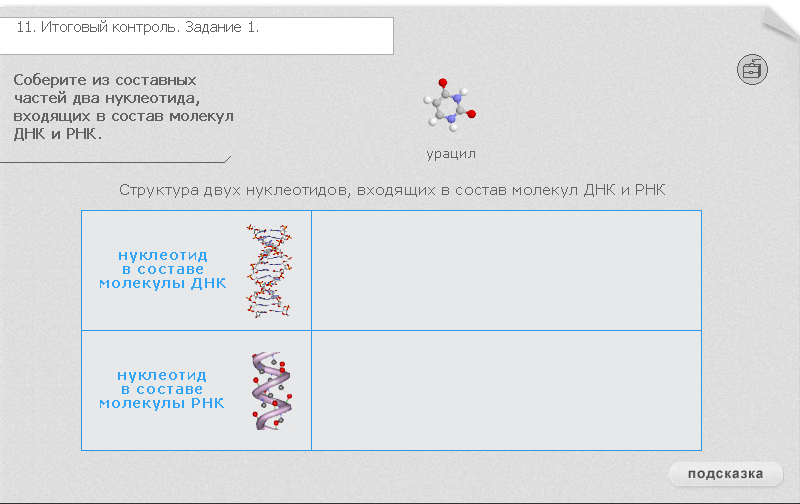 11. Итоговый контроль. Задание 1.
Соберите из составных
частей два нуклеотида,
входящих в состав молекул
ДНК и РНК.
урацил
Структура двух нуклеотидов, входящих в состав молекул ДНК и РНК
нуклеотид
в составе
молекулы ДНК
нуклеотид
в составе
молекулы РНК
подсказка